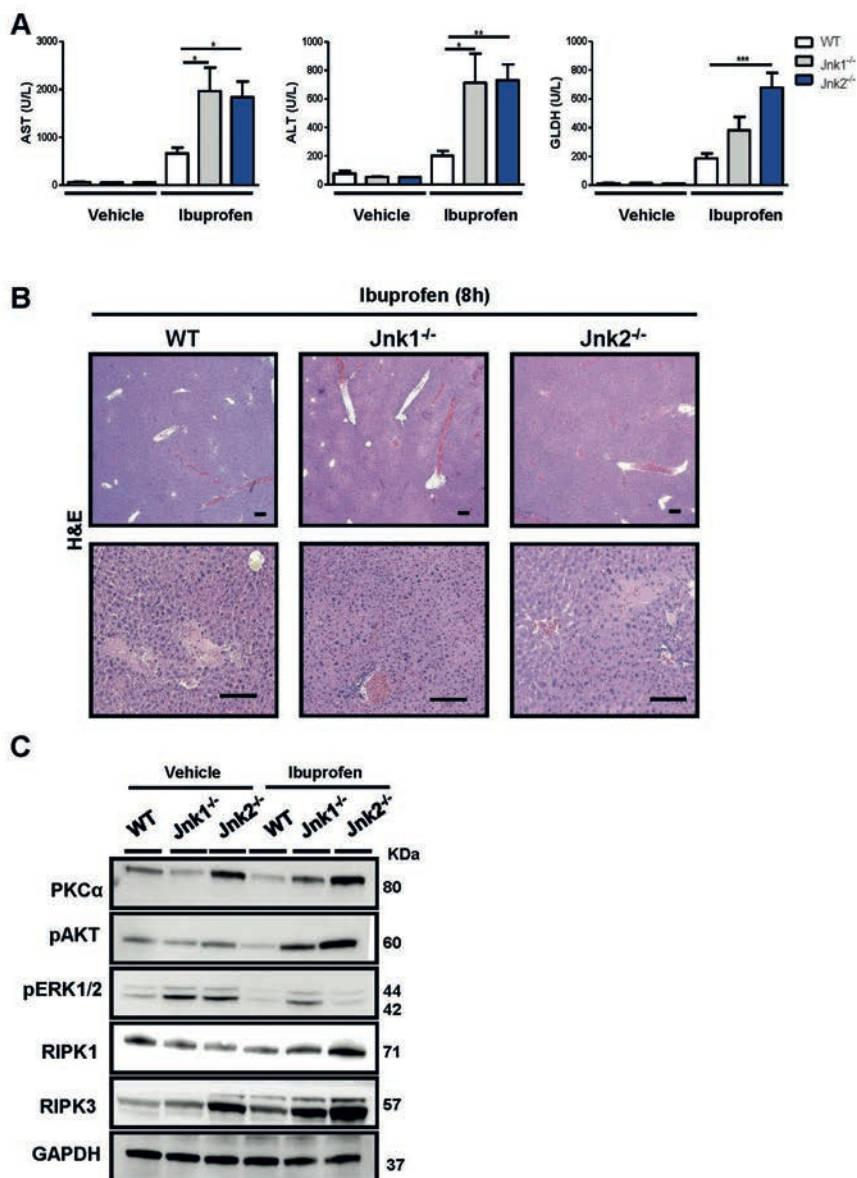 A
AST (U/L)
3000
2000
1000
0
*
*
Vehicle
Ibuprofen
ALT (U/L)
1000
800
600
400
200
0
*
**
Vehicle
Ibuprofen
GLDH (U/L)
1000
800
600
400
200
0
***
Vehicle
Ibuprofen
WT
Jnk1-/-
Jnk2-/-
B
Ibuprofen (8h)
WT
Jnk1-/-
Jnk2-/-
H&E
C
Vehicle
Ibuprofen
WT
Jnk1-/-
Jnk2-/-
WT
Jnk1-/-
Jnk2-/-
KDa
PKCα
80
pAKT
60
pERK1/2
44
42
RIPK1
71
RIPK3
57
GAPDH
37